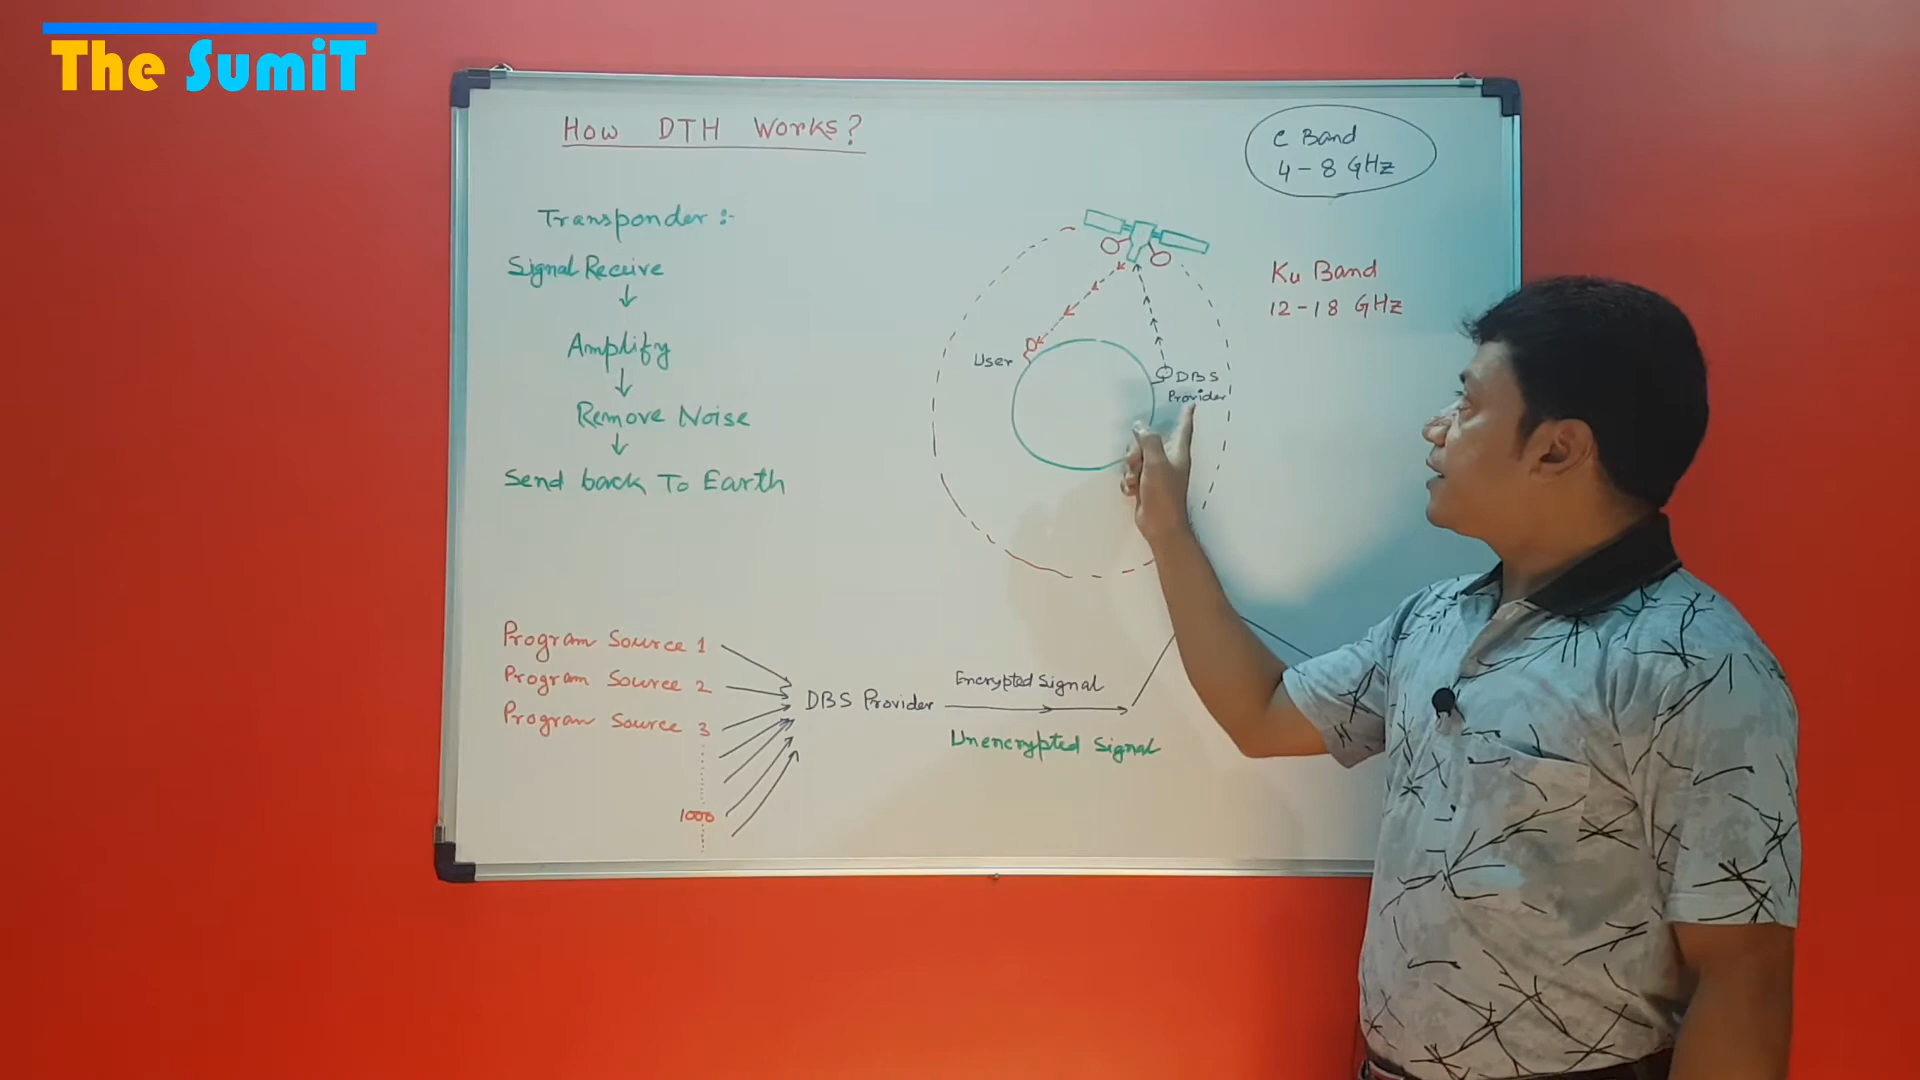 The SumiT
How DTH Works?
C Band
4-8 GHz
Transponder :-
Signal Receive
Amplify
Remove Noise
Send back To Earth
Ku Band
12-18 GHz
User
DBS
Provider
Program Source 1
Program Source 2
Program Source 3
1000
DBS Provider
Encrypted Signal
Unencrypted Signal